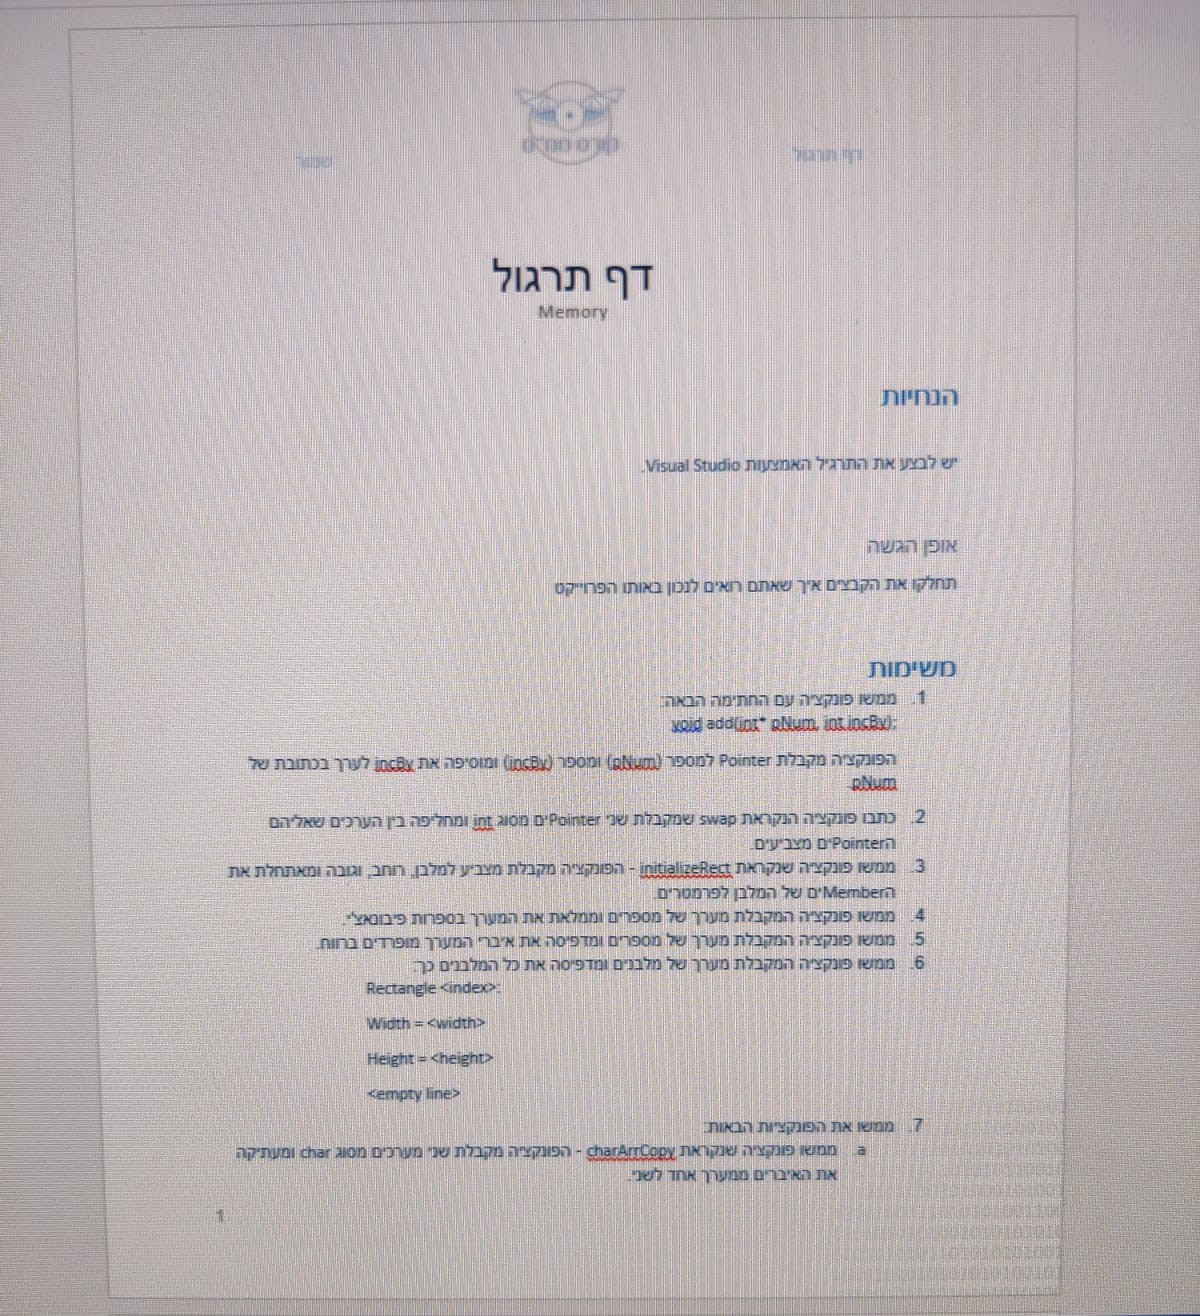 דף תרגול
קורס ממר״ם
שמור
דף תרגול
Memory
הנחיות
יש לבצע את התרגיל האמצעות Visual Studio.
אופן הגשה
תחלקו את הקבצים איך שאתם רואים לנכון באותו הפרוייקט
משימות
1. ממשו פונקציה עם החתימה הבאה:
void add(int* pNum, int incBy);
הפונקציה מקבלת Pointer למספר (pNum) ומספר (incBy) ומוסיפה את incBy לערך בכתובת של
pNum.
2. כתבו פונקציה הנקראת swap שמקבלת שני Pointerים מסוג int ומחליפה בין הערכים שאליהם
הPointerים מצביעים.
3. ממשו פונקציה שנקראת initializeRect - הפונקציה מקבלת מצביע למלבן, רוחב, וגובה ומאתחלת את
הMemberים של המלבן לפרמטרים.
4. ממשו פונקציה המקבלת מערך של מספרים וממלאת את המערך בספרות פיבונאצ'י.
5. ממשו פונקציה המקבלת מערך של מספרים ומדפיסה את איברי המערך מופרדים ברווח.
6. ממשו פונקציה המקבלת מערך של מלבנים ומדפיסה את כל המלבנים כך:
Rectangle <index>:
Width = <width>
Height = <height>
<empty line>
7. ממשו את הפונקציות הבאות:
a. ממשו פונקציה שנקראת charArrCopy - הפונקציה מקבלת שני מערכים מסוג char ומעתיקה
את האיברים ממערך אחד לשני.
1